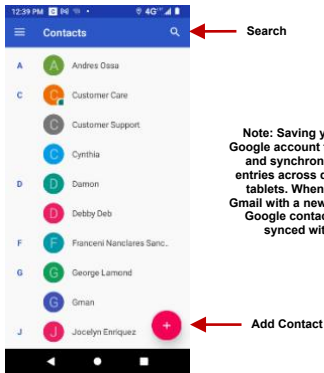 12:39 PM 4G
Contacts
Search
A
A Andres Ossa
C
C Customer Care
C Customer Support
C Cynthia
D
D Damon
D Debby Deb
F
F Franceni Nanclares Sanc..
G
G George Lamond
G Gman
J
J Jocelyn Enriquez
+
Add Contact
Note: Saving
Google account
and synchron
entries across
tablets. When
Gmail with a new
Google contac
synced wit